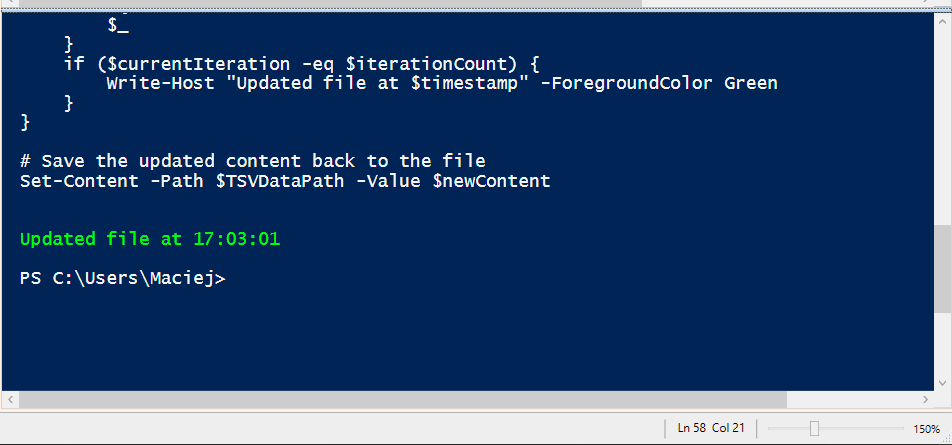 $_
}
if ($currentIteration -eq $iterationCount) {
Write-Host "Updated file at $timestamp" -ForegroundColor Green
}
}
# Save the updated content back to the file
Set-Content -Path $TSVDataPath -Value $newContent
Updated file at 17:03:01
PS C:\Users\Maciej>
Ln 58 Col 21
150%